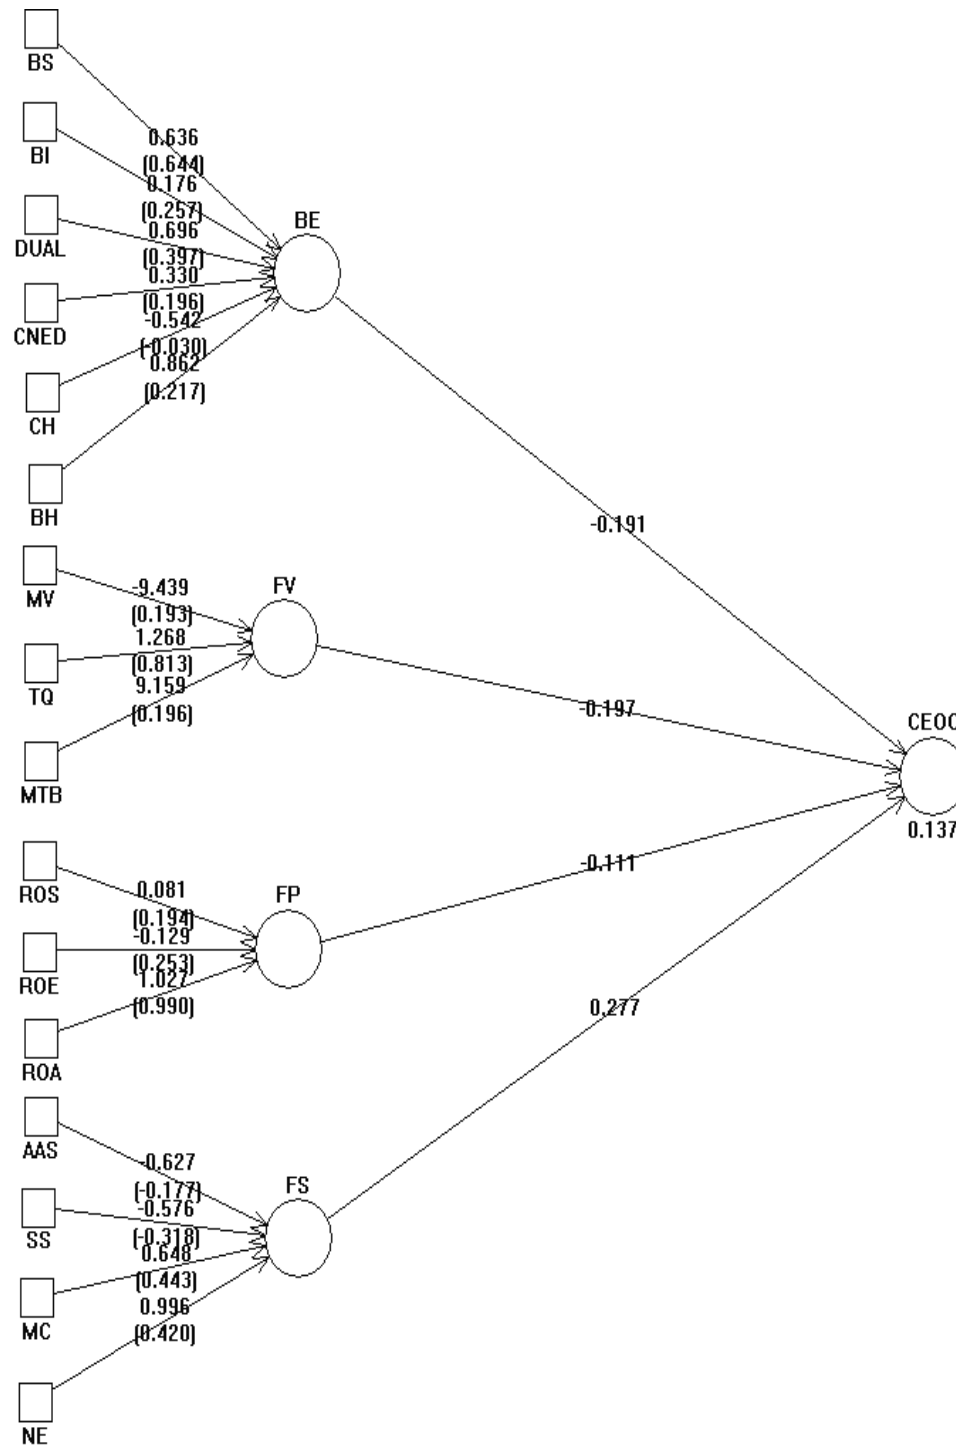 BS
0.636
(0.644)
BI
0.176
(0.257)
DUAL
0.696
(0.397)
CNED
0.330
(0.196)
CH
-0.542
(-0.030)
BH
0.862
(0.217)
BE
-0.191
MV
-9.439
(0.193)
TQ
1.268
(0.813)
MTB
9.159
(0.196)
FV
-0.197
CEOC
0.137
ROS
0.081
(0.194)
ROE
-0.129
(0.253)
ROA
1.027
(0.990)
FP
-0.111
AAS
-0.627
(-0.177)
SS
-0.576
(-0.318)
MC
0.648
(0.443)
NE
0.996
(0.420)
FS
0.277